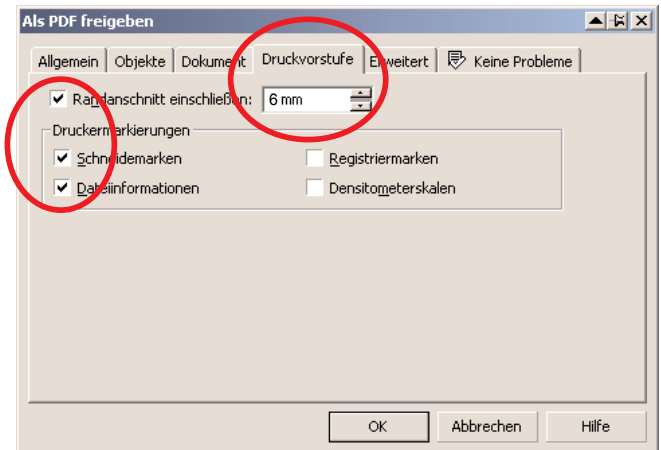 Als PDF freigeben
Allgemein Objekte Dokument Druckvorstufe Erweitert Keine Probleme
Randanschnitt einschließen: 6 mm
Druckermarkierungen
Schneidemarken Registriermarken
Dateiinformationen Densitometerskalen
OK Abbrechen Hilfe